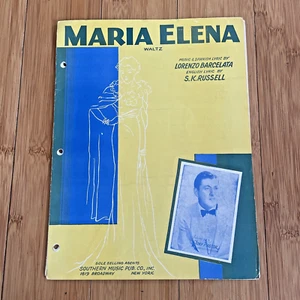 MARIA ELENA
WALTZ
MUSIC & SPANISH LYRIC BY
LORENZO BARCELATA
ENGLISH LYRIC BY
S.K. RUSSELL
SOLE SELLING AGENTS
SOUTHERN MUSIC PUB. CO., INC.
1619 BROADWAY NEW YORK